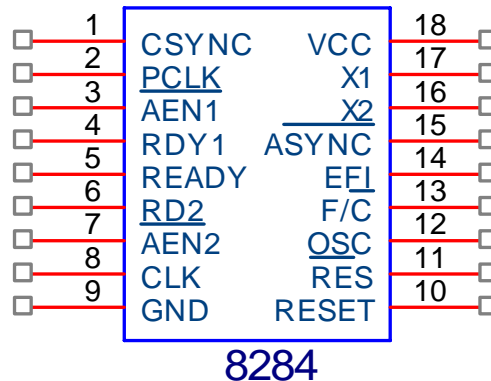 1 CSYNC VCC 18
2 PCLK X1 17
3 AEN1 X2 16
4 RDY1 ASYNC 15
5 READY EFI 14
6 RD2 F/C 13
7 AEN2 OSC 12
8 CLK RES 11
9 GND RESET 10
8284